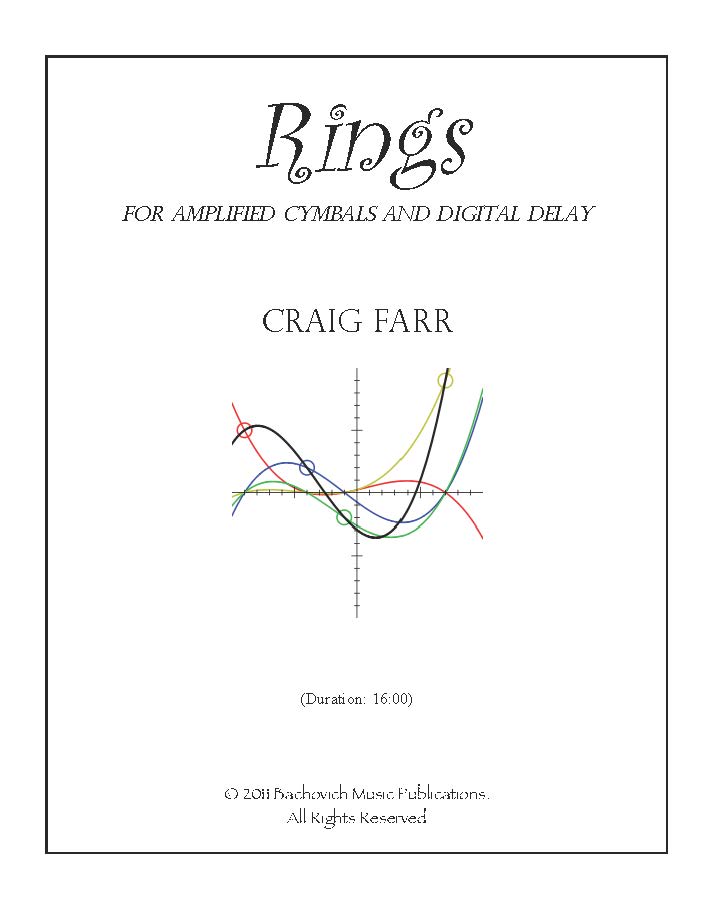 Rings
FOR AMPLIFIED CYMBALS AND DIGITAL DELAY
CRAIG FARR
(Duration: 16:00)
© 2011 Bachovich Music Publications.
All Rights Reserved